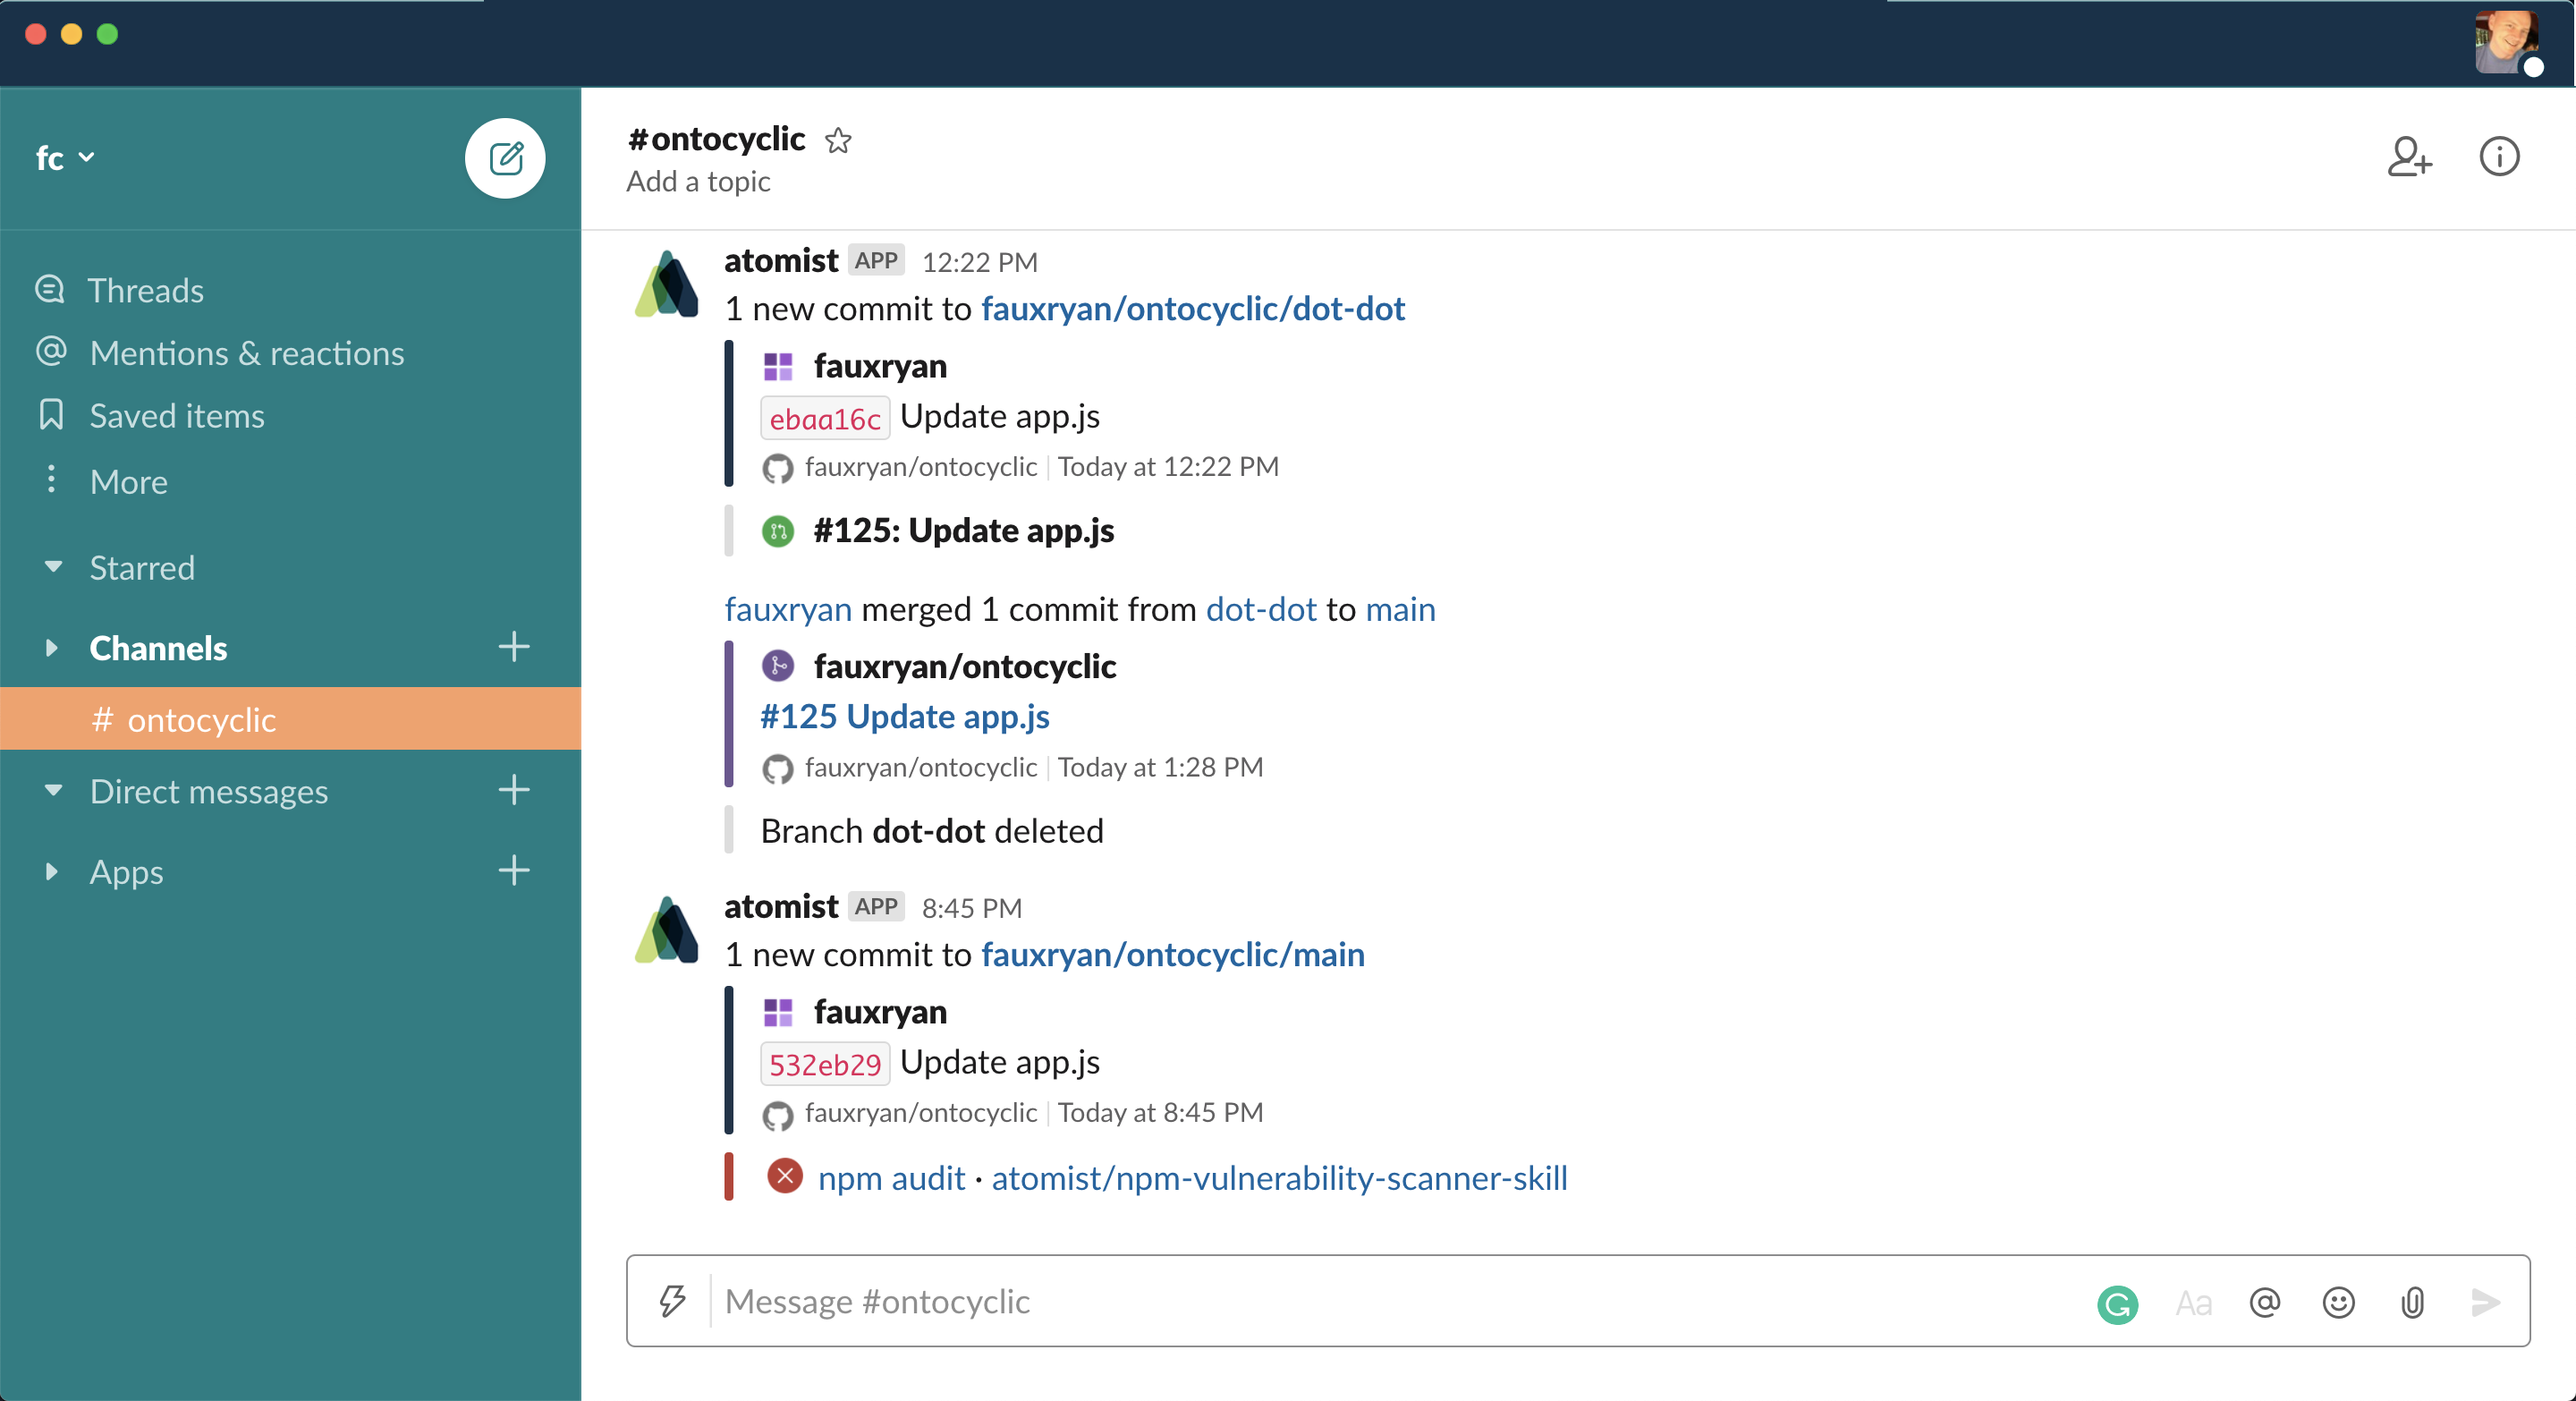 fc
Threads
Mentions & reactions
Saved items
More
Starred
Channels
# ontocyclic
Direct messages
Apps
#ontocyclic
Add a topic
atomist APP 12:22 PM
1 new commit to fauxryan/ontocyclic/dot-dot
fauxryan
ebaa16c Update app.js
fauxryan/ontocyclic | Today at 12:22 PM
#125: Update app.js
fauxryan merged 1 commit from dot-dot to main
fauxryan/ontocyclic
#125 Update app.js
fauxryan/ontocyclic | Today at 1:28 PM
Branch dot-dot deleted
atomist APP 8:45 PM
1 new commit to fauxryan/ontocyclic/main
fauxryan
532eb29 Update app.js
fauxryan/ontocyclic | Today at 8:45 PM
npm audit · atomist/npm-vulnerability-scanner-skill
Message #ontocyclic
Aa